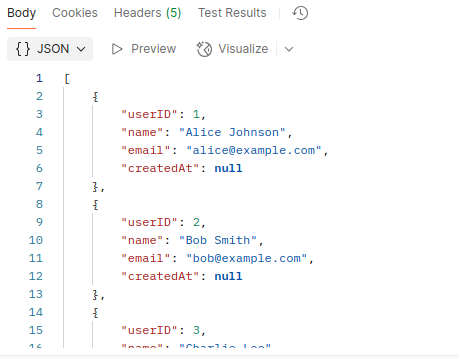 Body Cookies Headers (5) Test Results
{} JSON Preview Visualize
1 [
2 {
3 "userID": 1,
4 "name": "Alice Johnson",
5 "email": "alice@example.com",
6 "createdAt": null
7 },
8 {
9 "userID": 2,
10 "name": "Bob Smith",
11 "email": "bob@example.com",
12 "createdAt": null
13 },
14 {
15 "userID": 3,
16 "name": "Charlie Lee"